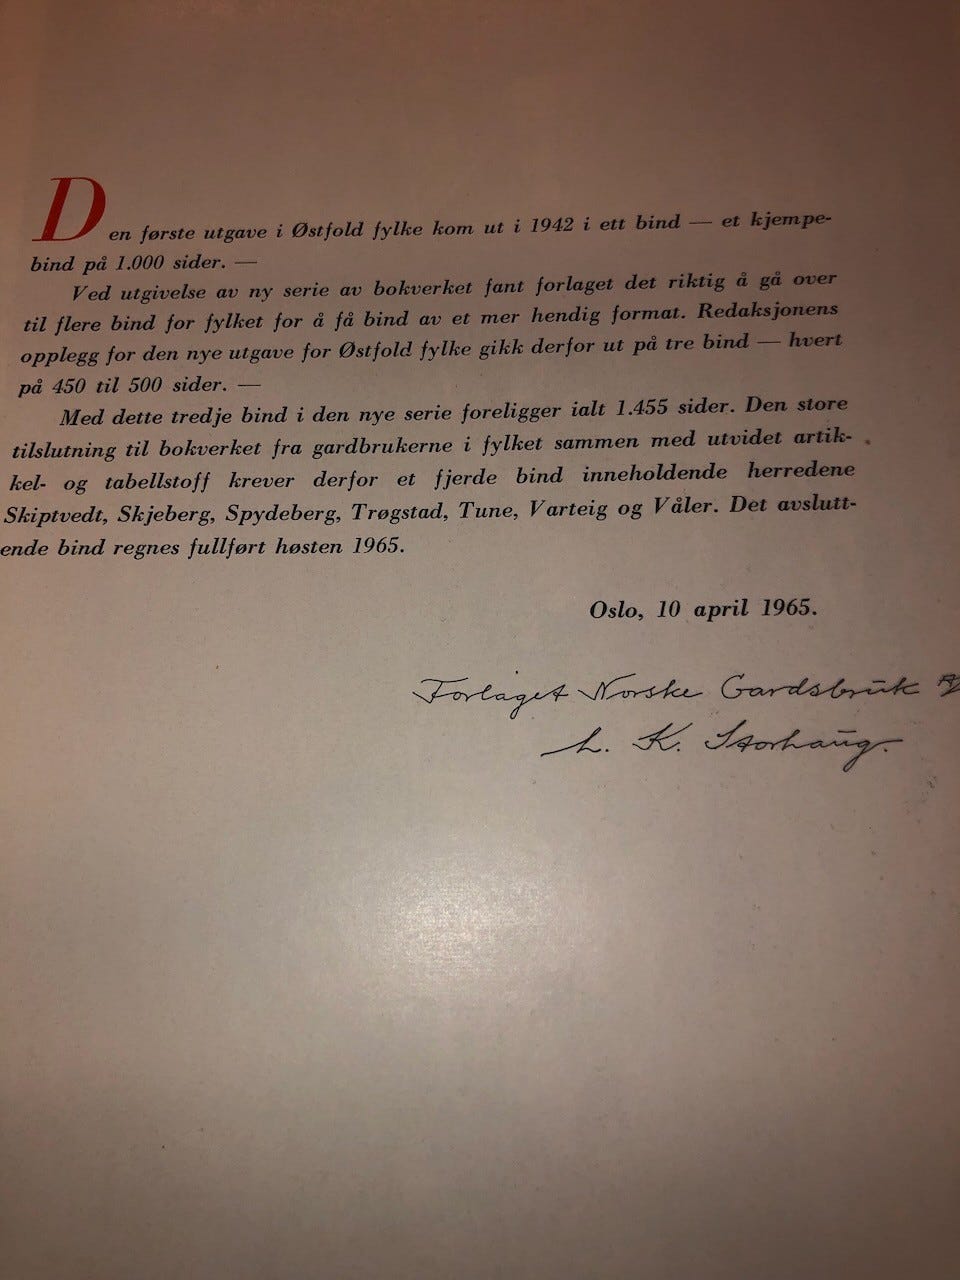 Den første utgave i Østfold fylke kom ut i 1942 i ett bind — et kjempe-
bind på 1.000 sider. —
Ved utgivelse av ny serie av bokverket fant forlaget det riktig å gå over
til flere bind for fylket for å få bind av et mer hendig format. Redaksjonens
opplegg for den nye utgave for Østfold fylke gikk derfor ut på tre bind — hvert
på 450 til 500 sider. —
Med dette tredje bind i den nye serie foreligger ialt 1.455 sider. Den store
tilslutning til bokverket fra gardbrukerne i fylket sammen med utvidet artik-
kel- og tabellstoff krever derfor et fjerde bind inneholdende herredene
Skiptvedt, Skjeberg, Spydeberg, Trøgstad, Tune, Varteig og Våler. Det avslutt-
ende bind regnes fullført høsten 1965.
Oslo, 10 april 1965.
Forlaget Norske Gardsbruk
K. Storhaug.